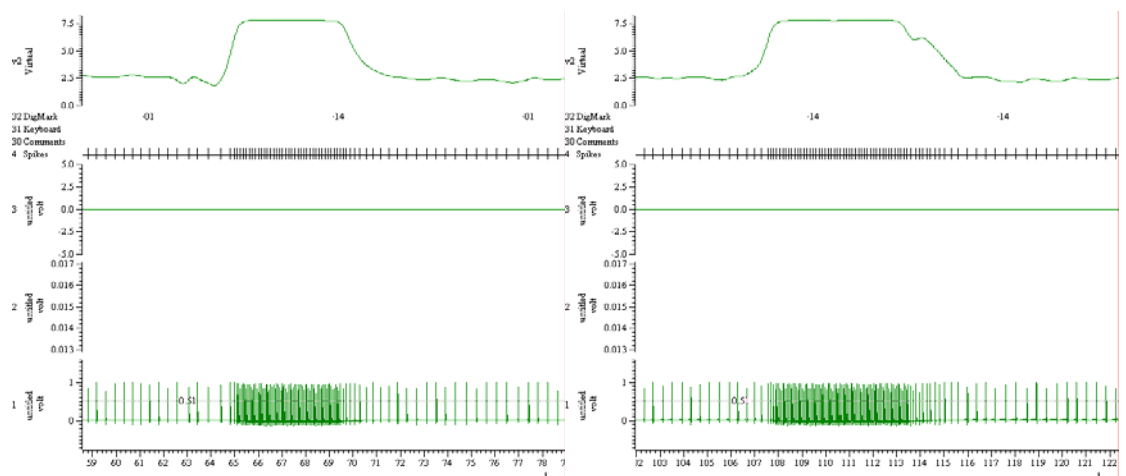 7.5
5.0
2.5
0.0
v3
Virtual
32 DigMark
-01
-14
-01
31 Keyboard
30 Comments
4 Spikes
5.0
2.5
0.0
-2.5
-5.0
3
untitled
volt
0.017
0.016
0.015
0.014
0.013
2
untitled
volt
1
0
1
untitled
volt
0.51
59 60 61 62 63 64 65 66 67 68 69 70 71 72 73 74 75 76 77 78 7
7.5
5.0
2.5
0.0
v3
Virtual
32 DigMark
-14
-14
31 Keyboard
30 Comments
4 Spikes
5.0
2.5
0.0
-2.5
-5.0
untitled
volt
0.017
0.016
0.015
0.014
0.013
2
untitled
volt
1
0
1
untitled
volt
0.5
02 103 104 105 106 107 108 109 110 111 112 113 114 115 116 117 118 119 120 121 122